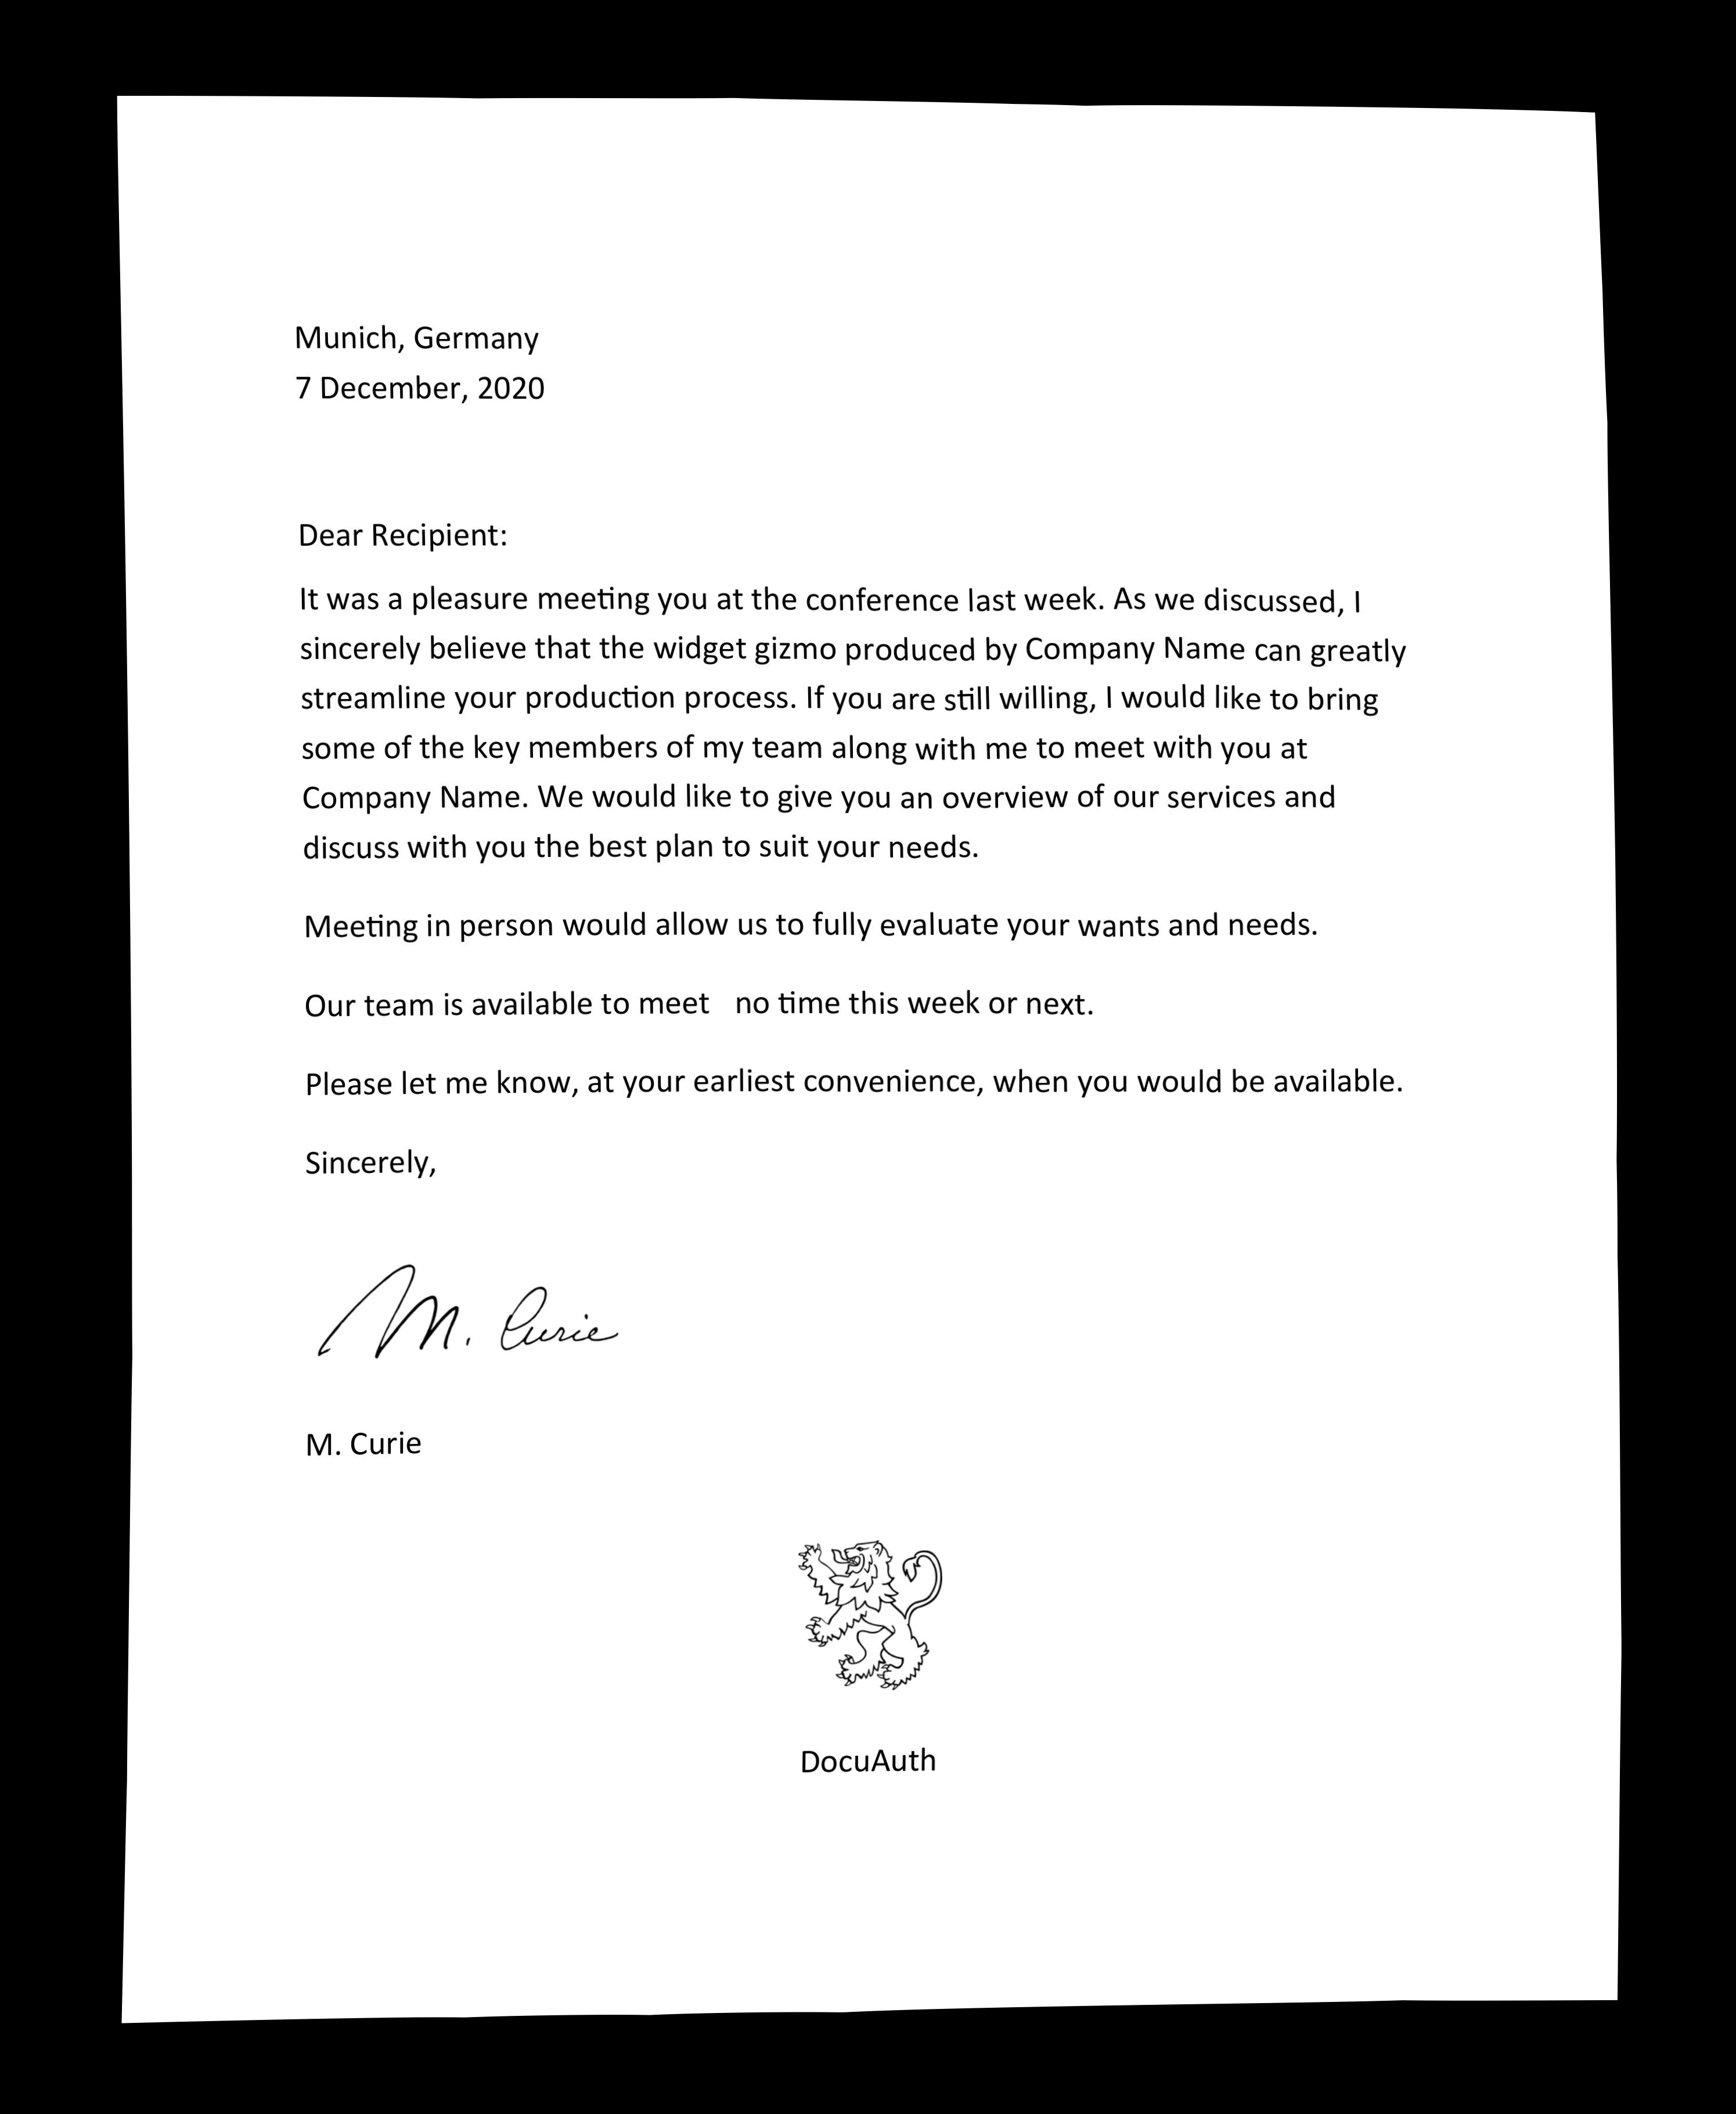 Munich, Germany
7 December, 2020
Dear Recipient:
It was a pleasure meeting you at the conference last week. As we discussed, I
sincerely believe that the widget gizmo produced by Company Name can greatly
streamline your production process. If you are still willing, I would like to bring
some of the key members of my team along with me to meet with you at
Company Name. We would like to give you an overview of our services and
discuss with you the best plan to suit your needs.
Meeting in person would allow us to fully evaluate your wants and needs.
Our team is available to meet no time this week or next.
Please let me know, at your earliest convenience, when you would be available.
Sincerely,
M. Curie
M. Curie
DocuAuth